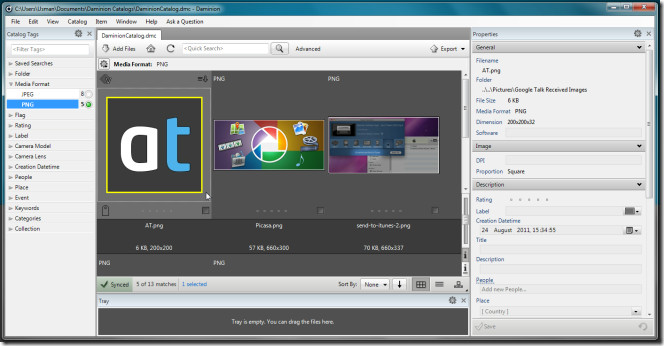 C:\Users\Usman\Documents\Daminion Catalogs\DaminionCatalog.dmc - Daminion
File View Catalog Item Window Help Ask a Question
Catalog Tags
<Filter Tags>
Saved Searches
Folder
Media Format
JPEG 8
PNG 5
Flag
Rating
Label
Camera Model
Camera Lens
Creation Datetime
People
Place
Event
Keywords
Categories
Collection
DaminionCatalog.dmc
Add Files <Quick Search> Advanced Export
Media Format: PNG
PNG PNG
at
AT.png Picasa.png send-to-itunes-2.png
6 KB, 200x200 57 KB, 660x300 70 KB, 660x337
PNG PNG
Synced 5 of 13 matches 1 selected Sort By: None
Tray
Tray is empty. You can drag the files here.
Properties
General
Filename
AT.png
Folder
..\..\Pictures\Google Talk Received Images
File Size 6 KB
Media Format PNG
Dimension 200x200x32
Software
Image
DPI
Proportion Square
Description
Rating
Label
Creation Datetime
24 August 2011, 15:34:55
Title
Description
People
Add new People...
Place
[ Country ]
Save